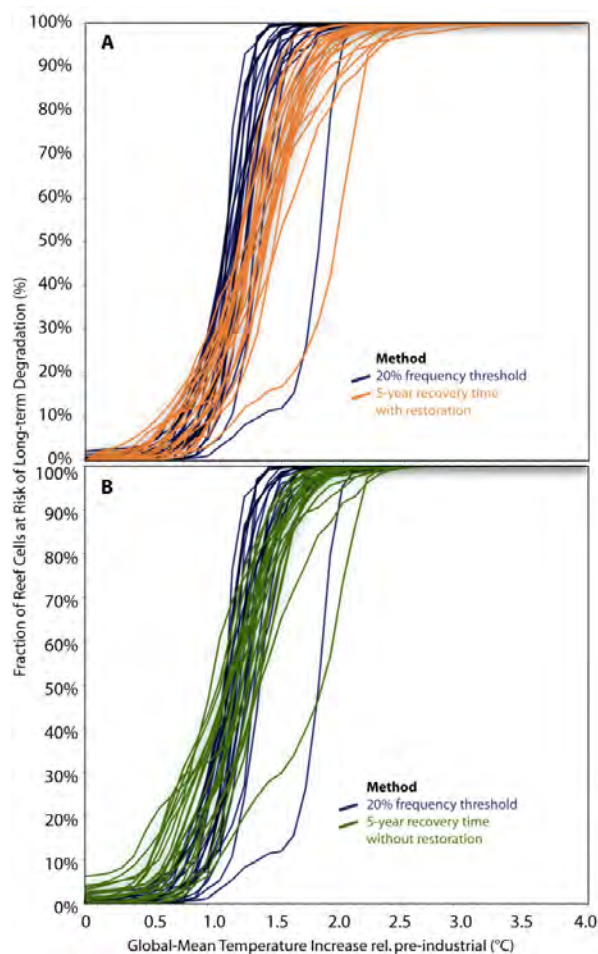 Fraction of Reef Cells at Risk of Long-term Degradation (%)
A
100%
90%
80%
70%
60%
50%
40%
30%
20%
10%
0%
Method
20% frequency threshold
5-year recovery time
with restoration
B
100%
90%
80%
70%
60%
50%
40%
30%
20%
10%
0%
Method
20% frequency threshold
5-year recovery time
without restoration
0 0.5 1.0 1.5 2.0 2.5 3.0 3.5 4.0
Global-Mean Temperature Increase rel. pre-industrial (°C)